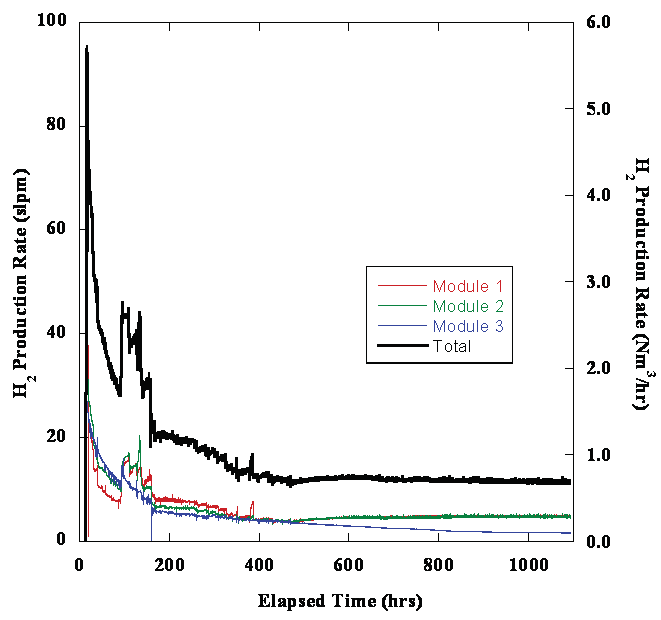 100
80
60
40
20
0
H2 Production Rate (slpm)
6.0
5.0
4.0
3.0
2.0
1.0
0.0
H2 Production Rate (Nm3/hr)
Module 1
Module 2
Module 3
Total
0 200 400 600 800 1000
Elapsed Time (hrs)